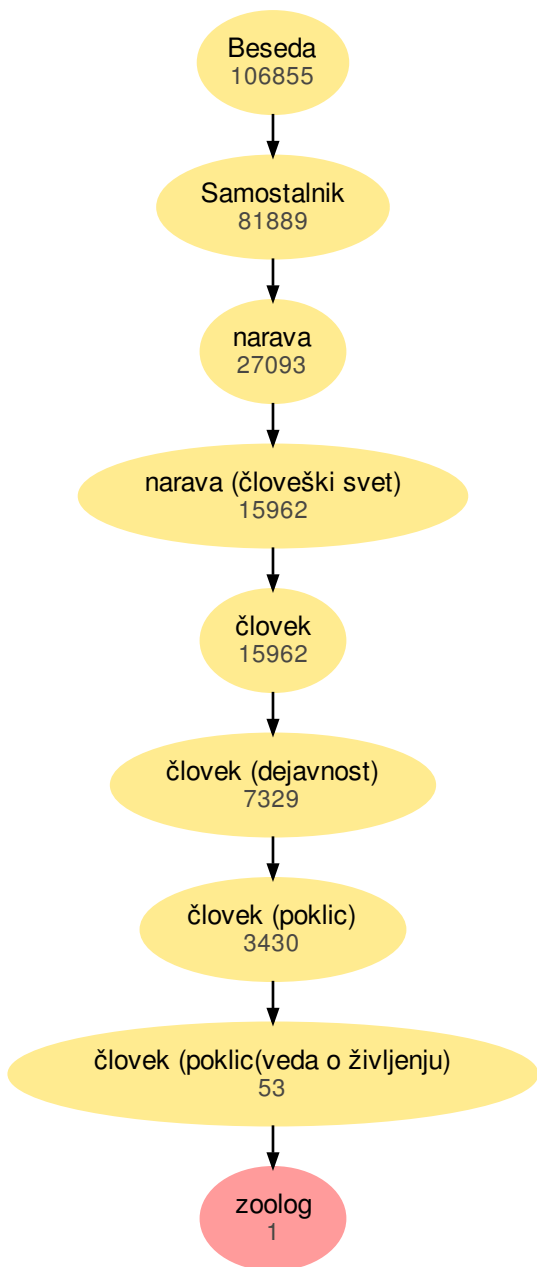 Beseda
106855
Samostalnik
81889
narava
27093
narava (človeški svet)
15962
človek
15962
človek (dejavnost)
7329
človek (poklic)
3430
človek (poklic(veda o življenju)
53
zoolog
1